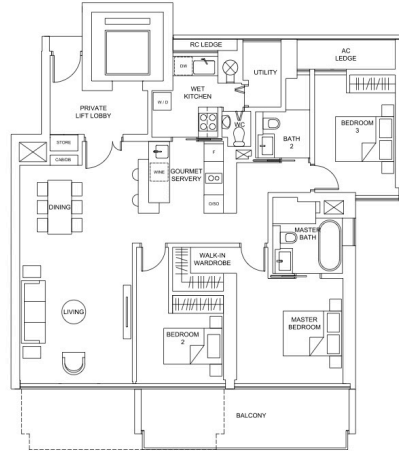 RC LEDGE
AC
LEDGE
DW
WET
KITCHEN
UTILITY
PRIVATE
LIFT LOBBY
W / D
WC
BATH
2
BEDROOM
3
STORE
WINE
GOURMET
SERVERY
F
DINING
MASTER
BATH
WALK-IN
WARDROBE
LIVING
BEDROOM
2
MASTER
BEDROOM
BALCONY